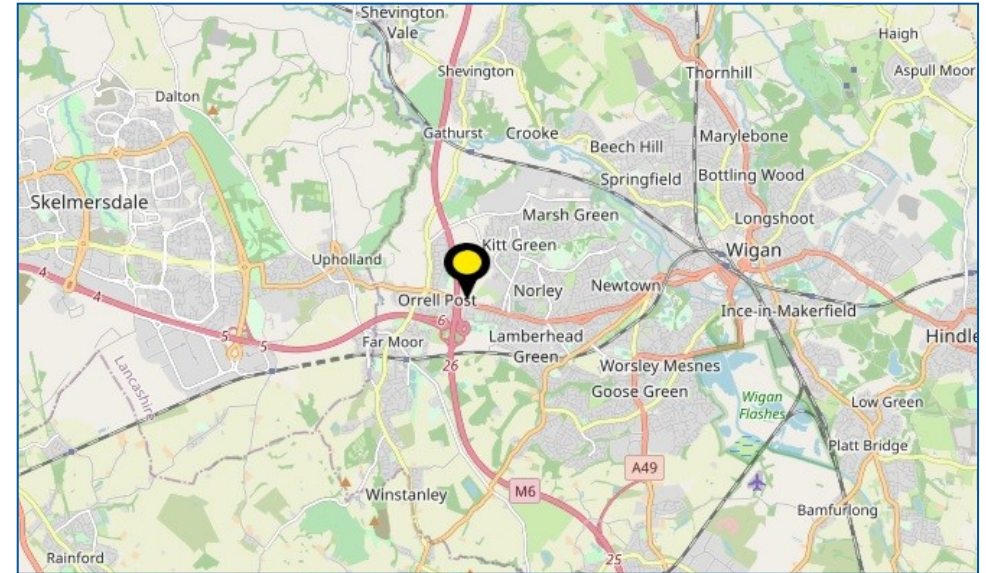 Shevington
Vale
Haigh
Shevington
Thornhill
Aspull Moor
Dalton
Gathurst
Crooke
Marylebone
Beech Hill
Springfield
Bottling Wood
Skelmersdale
Marsh Green
Longshoot
Kitt Green
Wigan
Upholland
4
4
Norley
Newtown
Orrell Post
6
Ince-in-Makerfield
5
5
Far Moor
Lamberhead
Green
Hindle
26
Worsley Mesnes
Lancashire
Goose Green
Wigan
Flashes
Low Green
Platt Bridge
A49
M6
Winstanley
Bamfurlong
Rainford
25